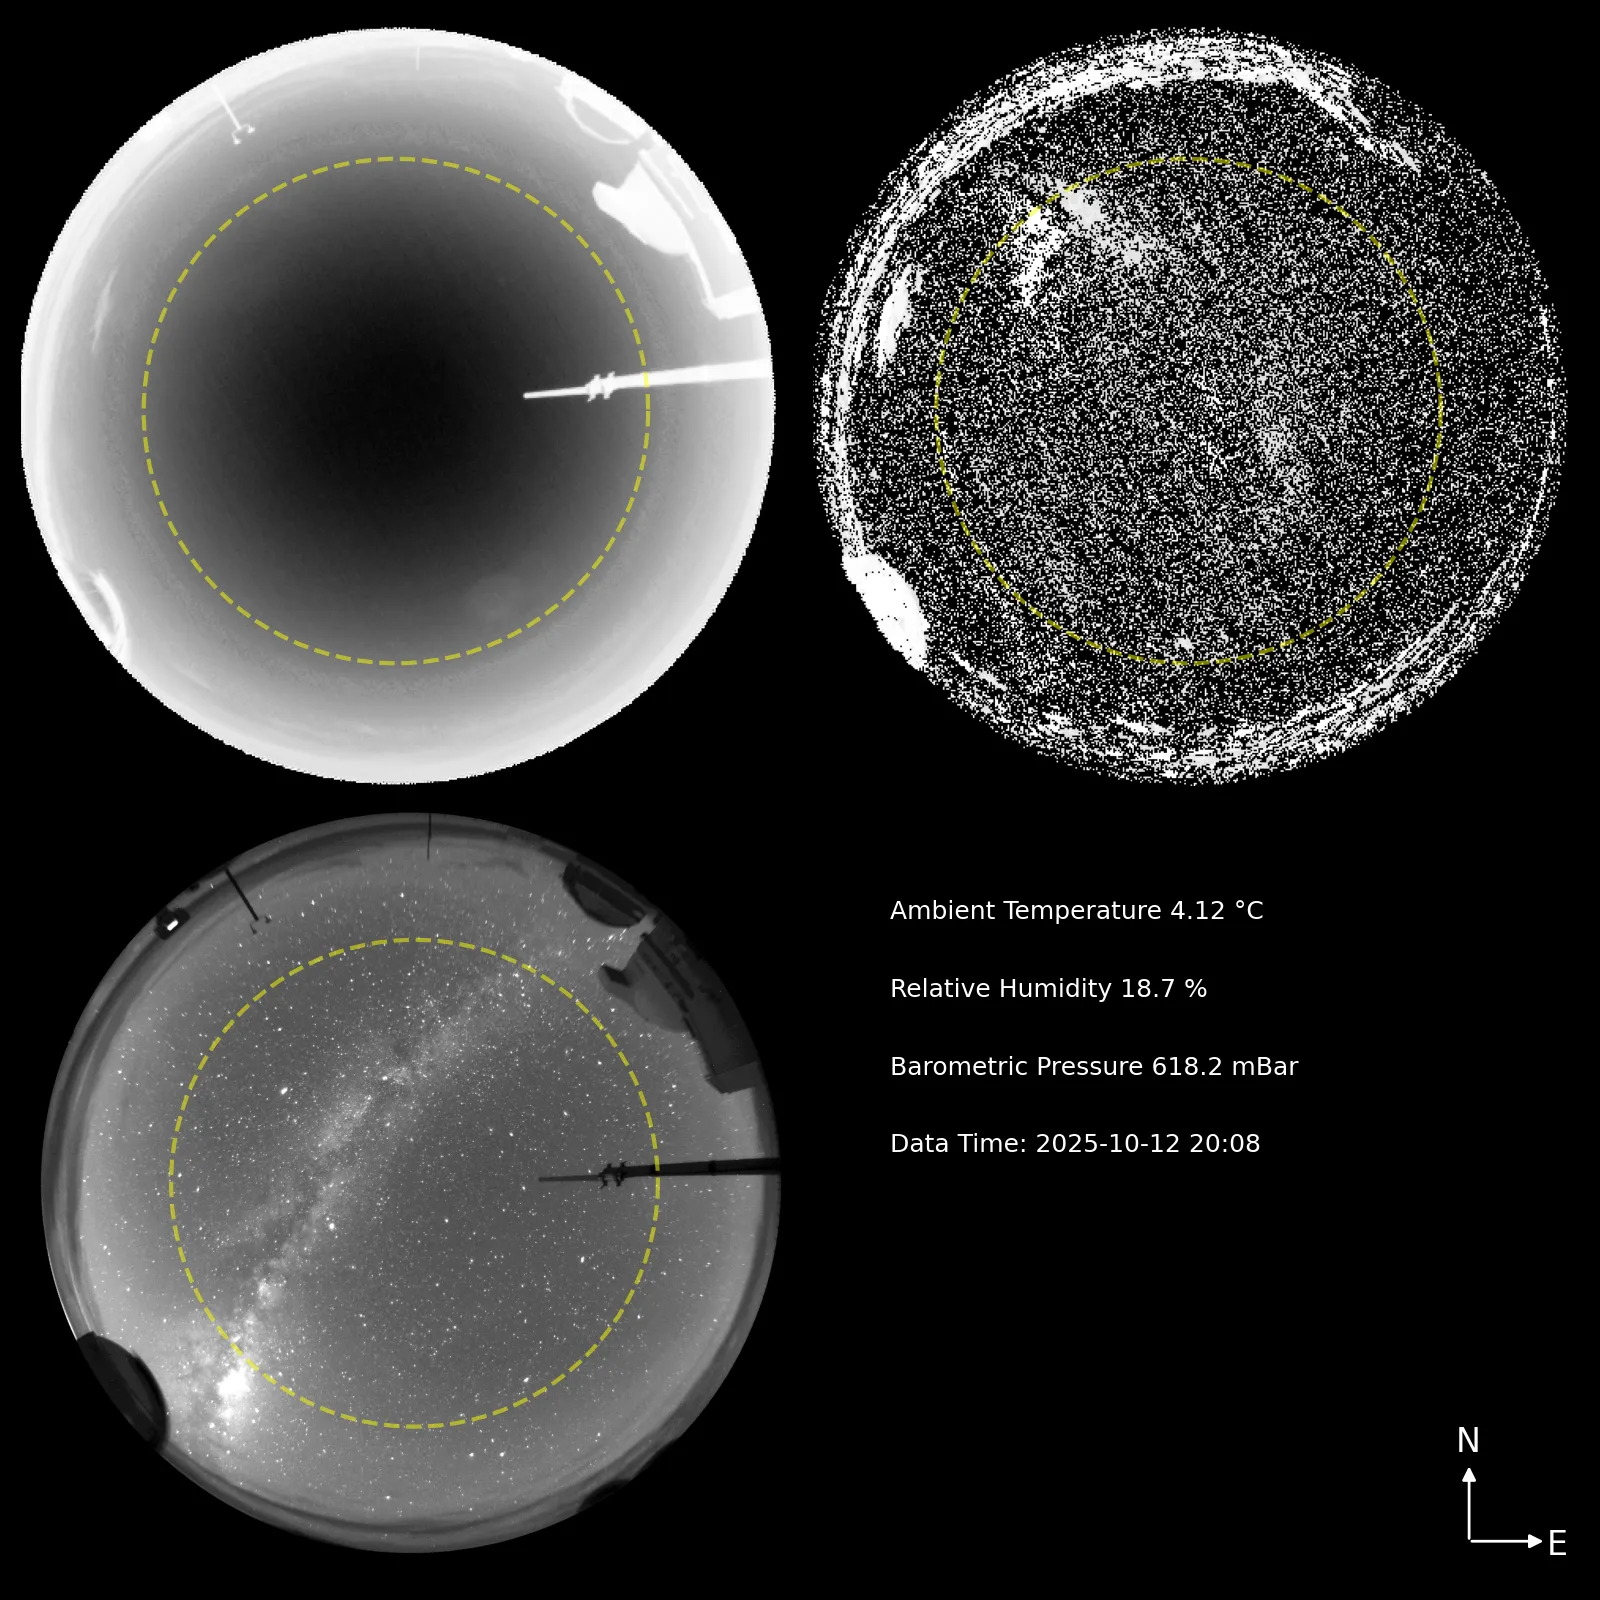 Ambient Temperature 4.12 °C
Relative Humidity 18.7 %
Barometric Pressure 618.2 mBar
Data Time: 2025-10-12 20:08
N
E